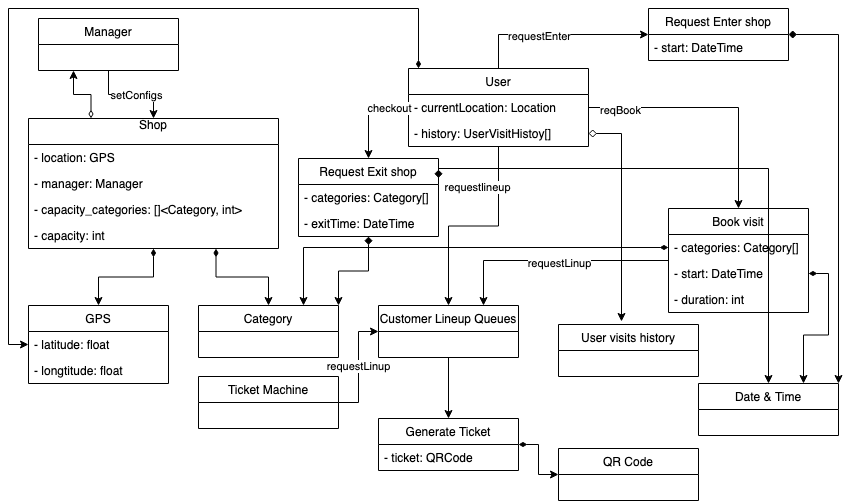 Manager
Request Enter shop
- start: DateTime
requestEnter
User
- currentLocation: Location
- history: UserVisitHistoy[]
setConfigs
checkout
reqBook
Shop
- location: GPS
- manager: Manager
- capacity_categories: []<Category, int>
- capacity: int
Request Exit shop
- categories: Category[]
- exitTime: DateTime
requestlineup
Book visit
- categories: Category[]
- start: DateTime
- duration: int
requestLinup
GPS
- latitude: float
- longtitude: float
Category
Customer Lineup Queues
User visits history
requestLinup
Ticket Machine
Date & Time
Generate Ticket
- ticket: QRCode
QR Code